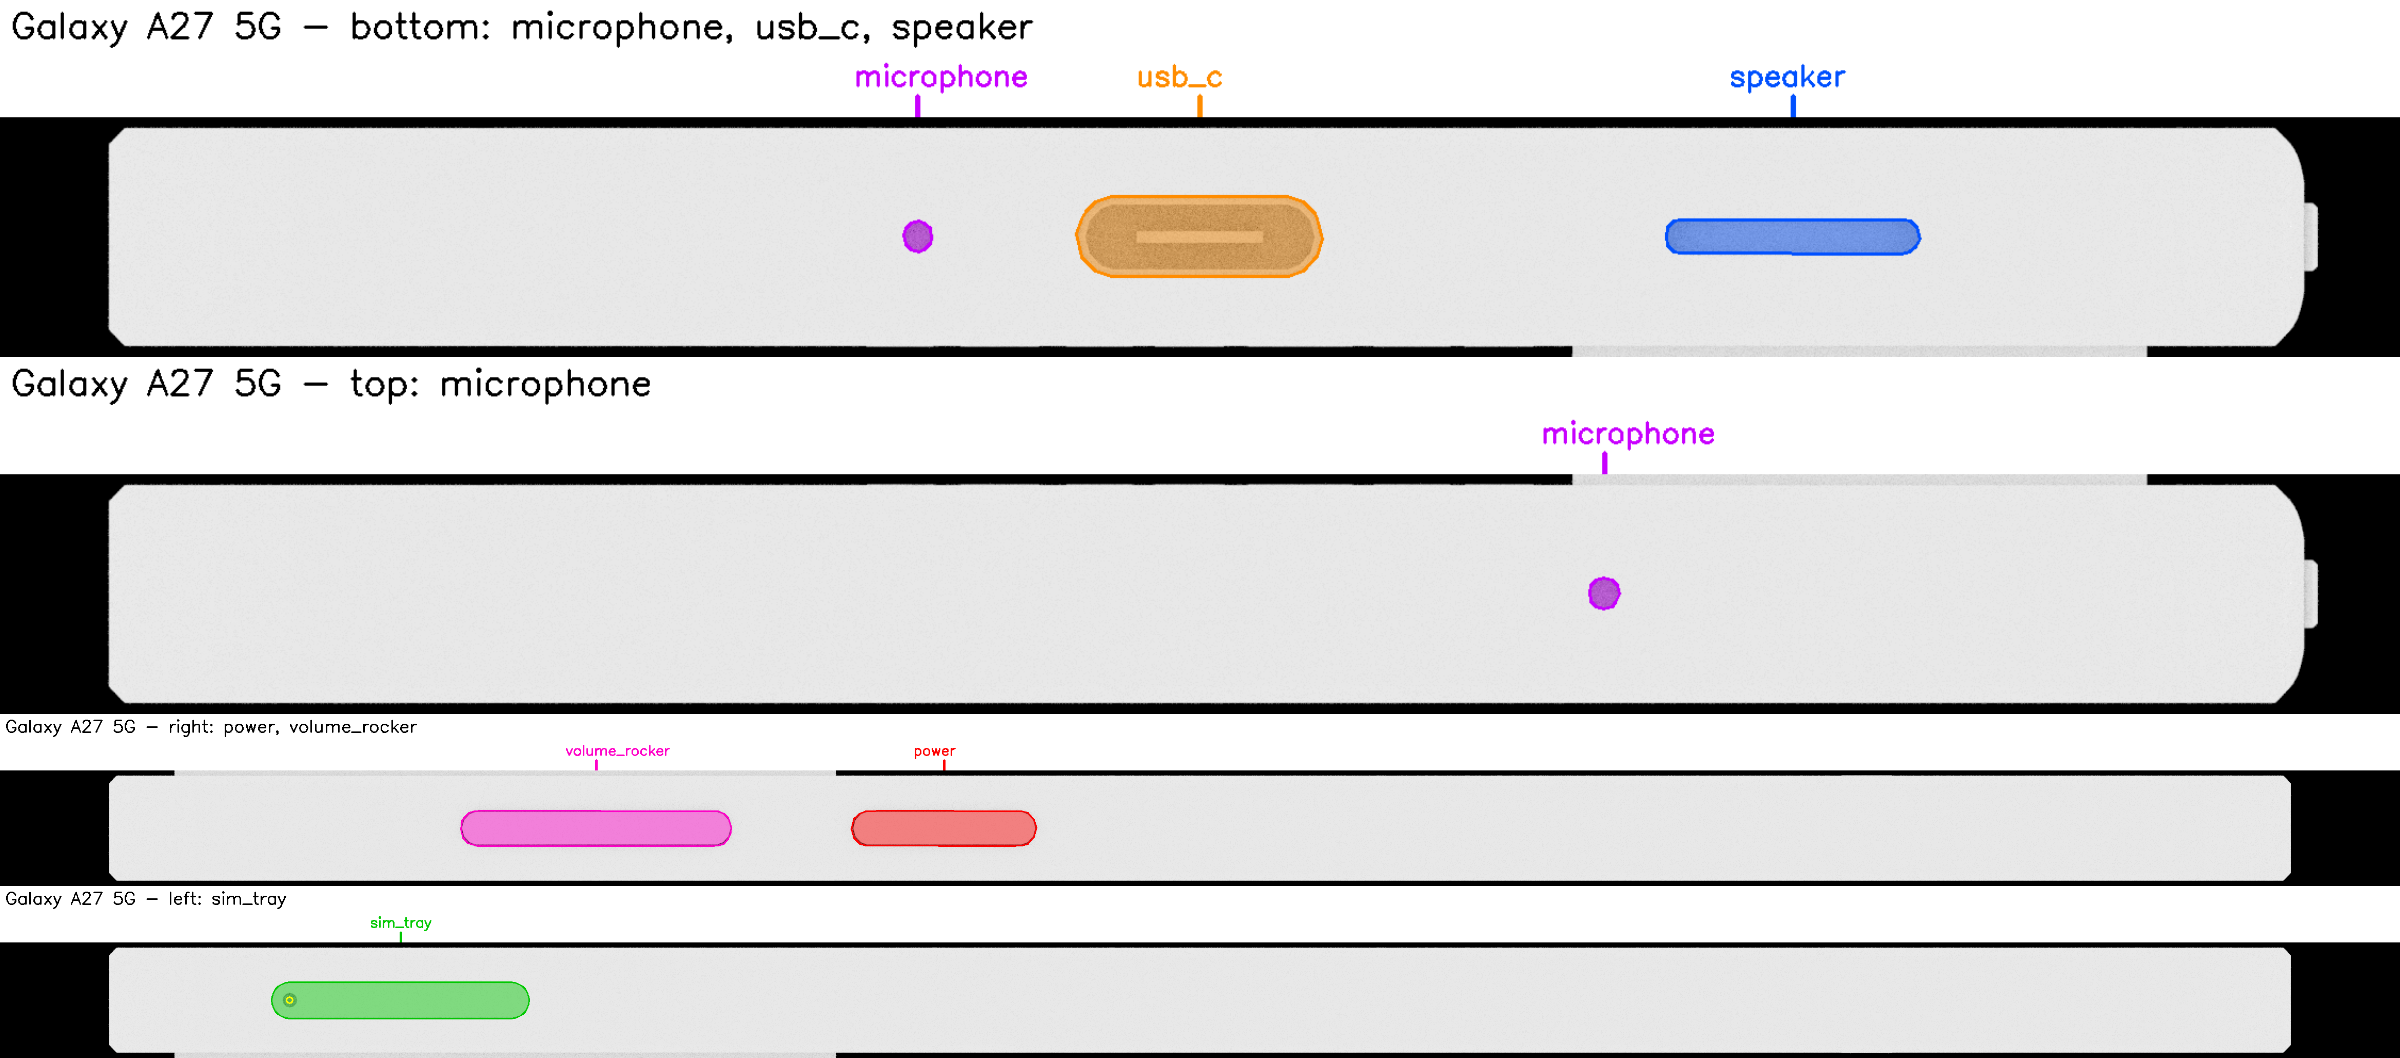 Galaxy A27 5G - bottom: microphone, usb_c, speaker
microphone usb_c speaker
Galaxy A27 5G - top: microphone
microphone
Galaxy A27 5G - right: power, volume_rocker
volume_rocker power
Galaxy A27 5G - left: sim_tray
sim_tray